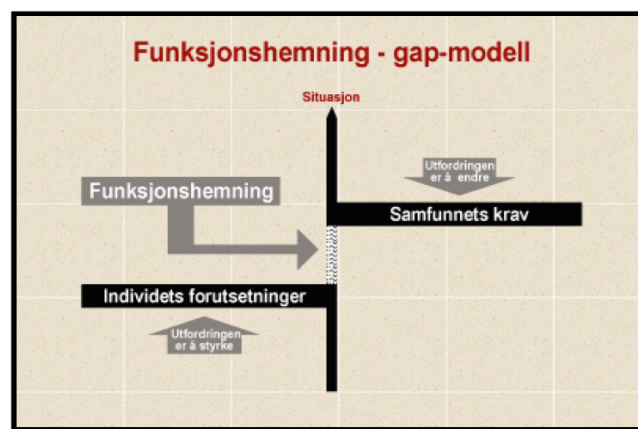 Funksjonshemning - gap-modell
Situasjon
Utfordringen
er å endre
Funksjonshemning
Samfunnets krav
Individets forutsetninger
Utfordringen
er å styrke